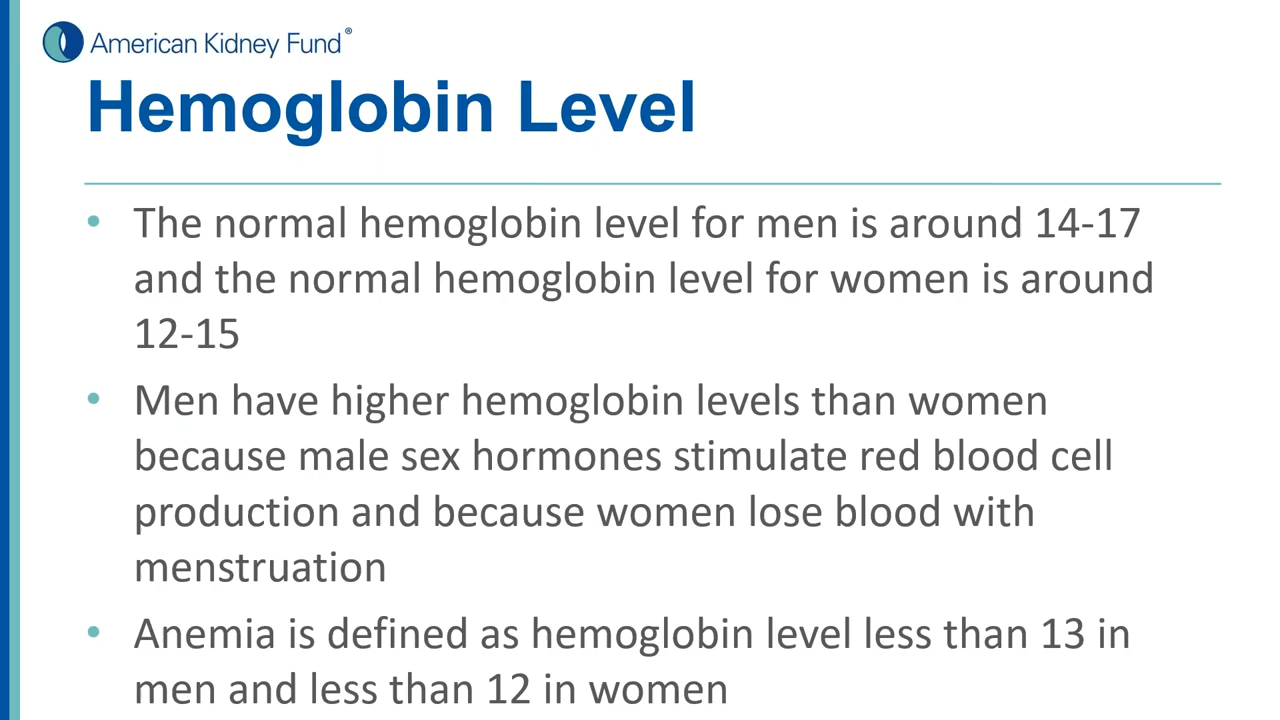 American Kidney Fund®
Hemoglobin Level
• The normal hemoglobin level for men is around 14-17
and the normal hemoglobin level for women is around
12-15
• Men have higher hemoglobin levels than women
because male sex hormones stimulate red blood cell
production and because women lose blood with
menstruation
• Anemia is defined as hemoglobin level less than 13 in
men and less than 12 in women